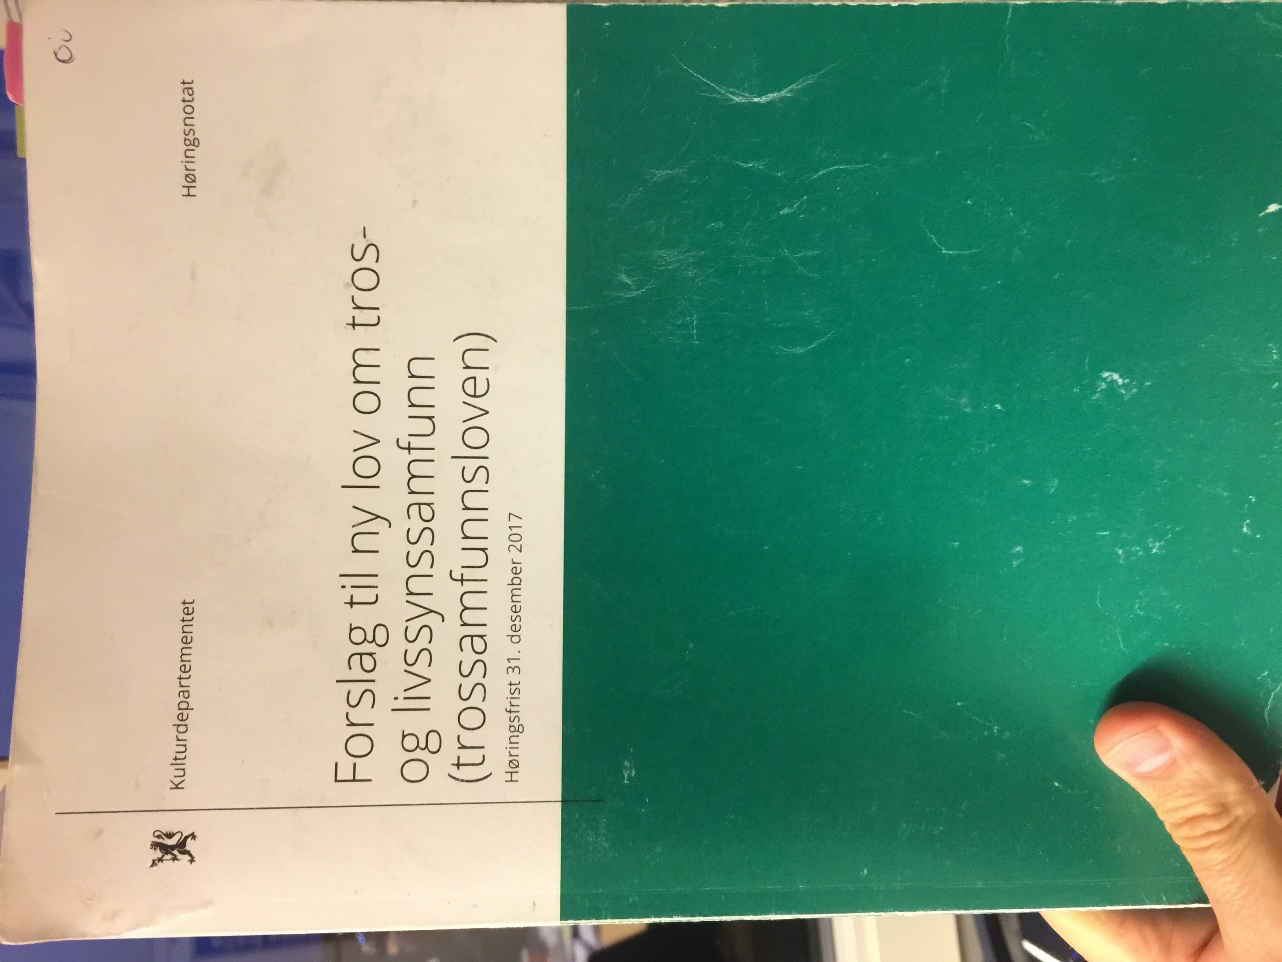 Kulturdepartementet
Høringsnotat
Forslag til ny lov om tros-
og livssynssamfunn
(trossamfunnsloven)
Høringsfrist 31. desember 2017